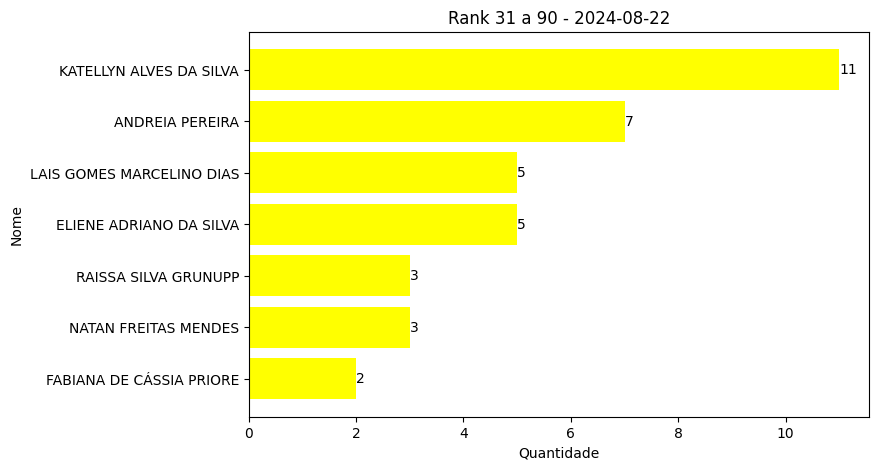 Rank 31 a 90 - 2024-08-22
KATELLYN ALVES DA SILVA
11
ANDREIA PEREIRA
7
LAIS GOMES MARCELINO DIAS
5
ELIENE ADRIANO DA SILVA
5
RAISSA SILVA GRUNUPP
3
NATAN FREITAS MENDES
3
FABIANA DE CÁSSIA PRIORE
2
Nome
0 2 4 6 8 10
Quantidade